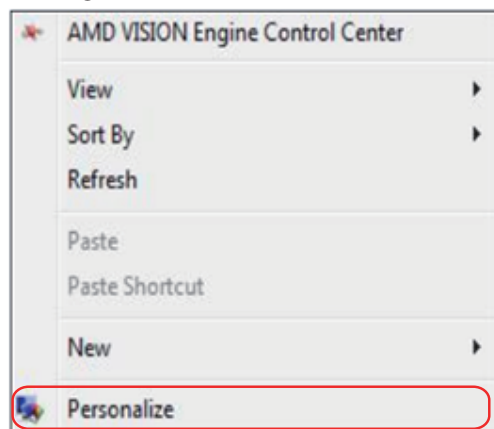 AMD VISION Engine Control Center
View
Sort By
Refresh
Paste
Paste Shortcut
New
Personalize